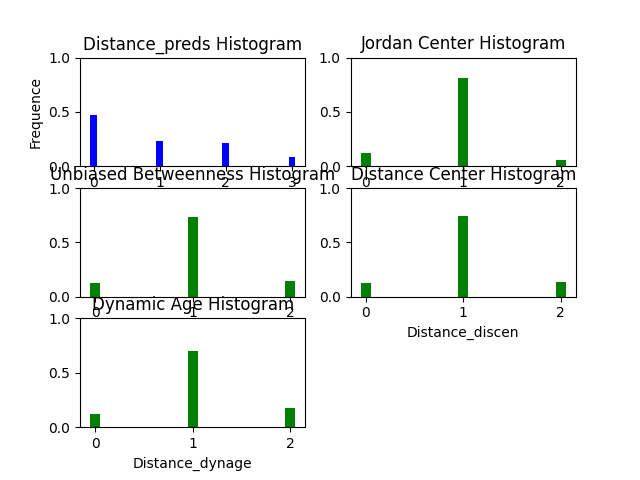 Distance_preds Histogram
Jordan Center Histogram
Frequence
1.0
0.5
0.0
0 1 2 3
1.0
0.5
0.0
0 1 2
Unbiased Betweenness Histogram
Distance Center Histogram
1.0
0.5
0.0
0 1 2
1.0
0.5
0.0
0 1 2
Distance_discen
Dynamic Age Histogram
1.0
0.5
0.0
0 1 2
Distance_dynage